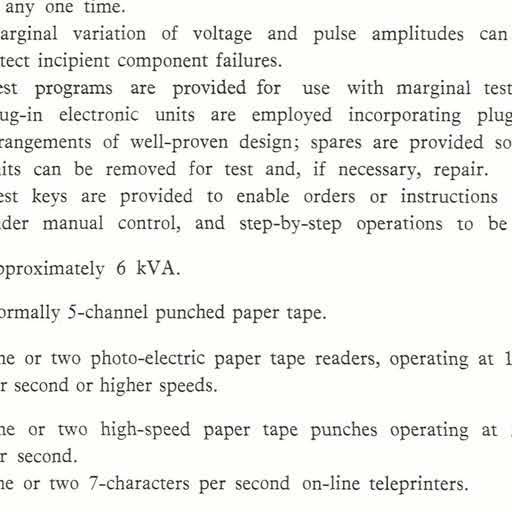 any one time.
arginal variation of voltage and pulse amplitudes can
tect incipient component failures.
est programs are provided for use with marginal test
ug-in electronic units are employed incorporating plug
rangements of well-proven design; spares are provided so
its can be removed for test and, if necessary, repair.
est keys are provided to enable orders or instructions
der manual control, and step-by-step operations to be
pproximately 6 kVA.
ormally 5-channel punched paper tape.
ne or two photo-electric paper tape readers, operating at 1
r second or higher speeds.
ne or two high-speed paper tape punches operating at
r second.
ne or two 7-characters per second on-line teleprinters.